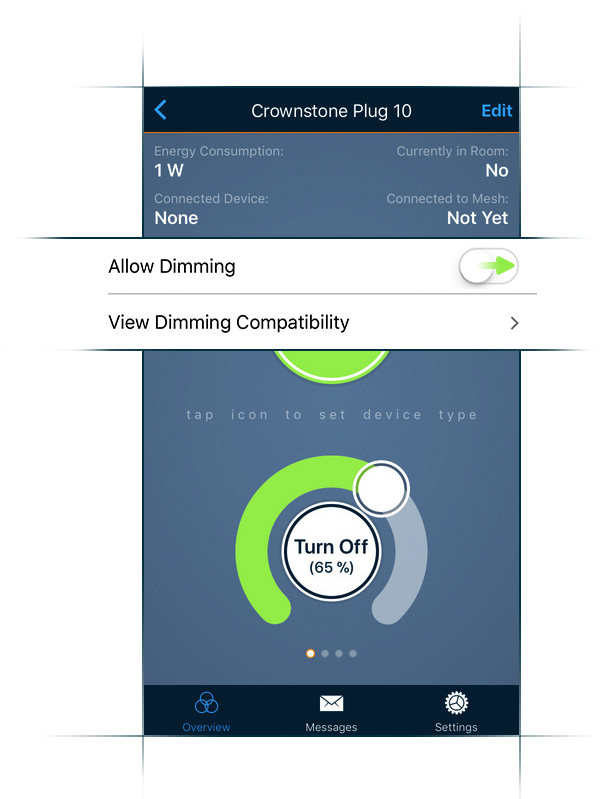 Crownstone Plug 10 Edit
Energy Consumption: Currently in Room:
1 W No
Connected Device: Connected to Mesh:
None Not Yet
Allow Dimming
View Dimming Compatibility
tap icon to set device type
Turn Off
(65 %)
Overview Messages Settings